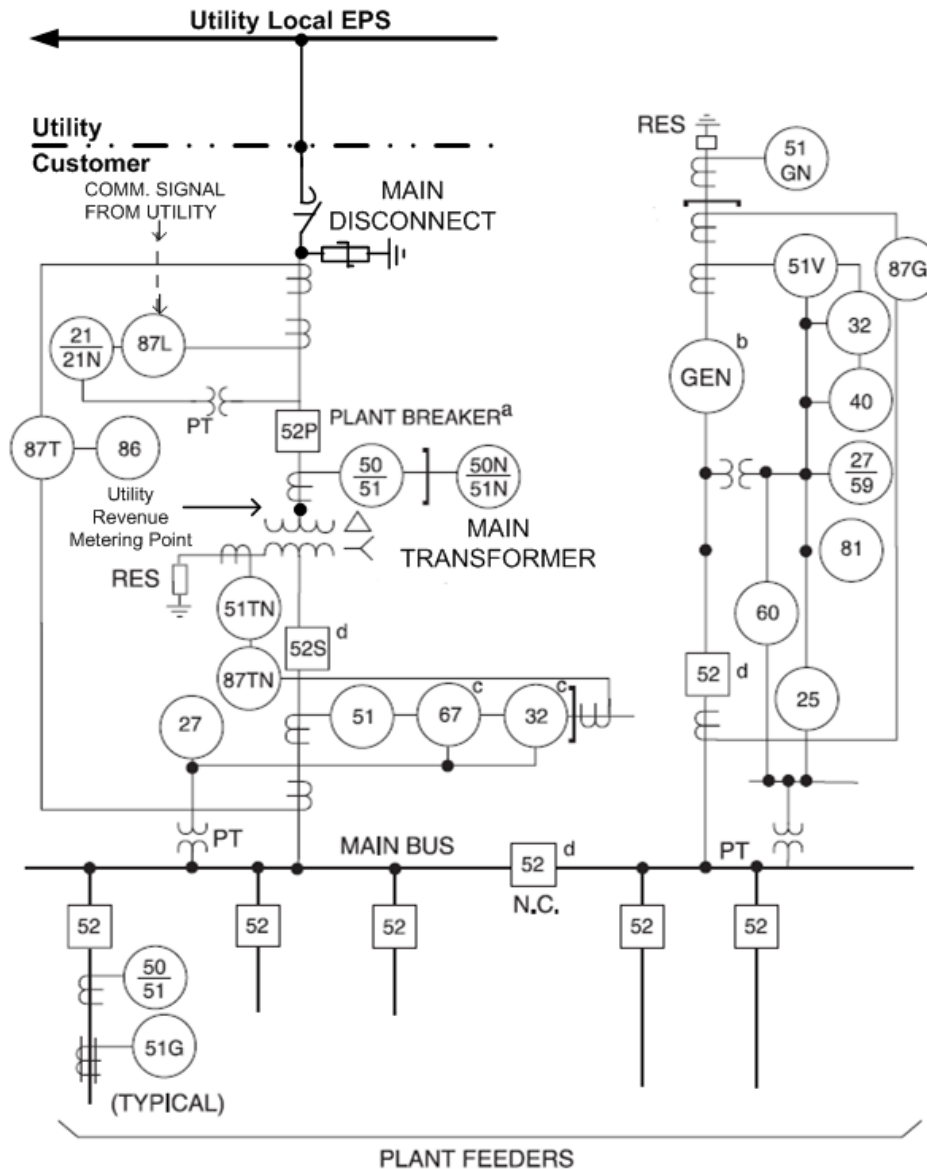 Utility Local EPS
Utility
Customer
COMM. SIGNAL
FROM UTILITY
MAIN
DISCONNECT
RES
51
GN
51V
87G
32
b
GEN
40
21
21N
87L
PT
52P
PLANT BREAKER
a
87T
86
50
51
50N
51N
27
59
Utility
Revenue
Metering Point
MAIN
TRANSFORMER
81
RES
51TN
60
52S
d
87TN
52
d
25
27
51
67
c
32
c
PT
MAIN BUS
52
d
N.C.
PT
52
52
52
52
52
50
51
51G
(TYPICAL)
PLANT FEEDERS